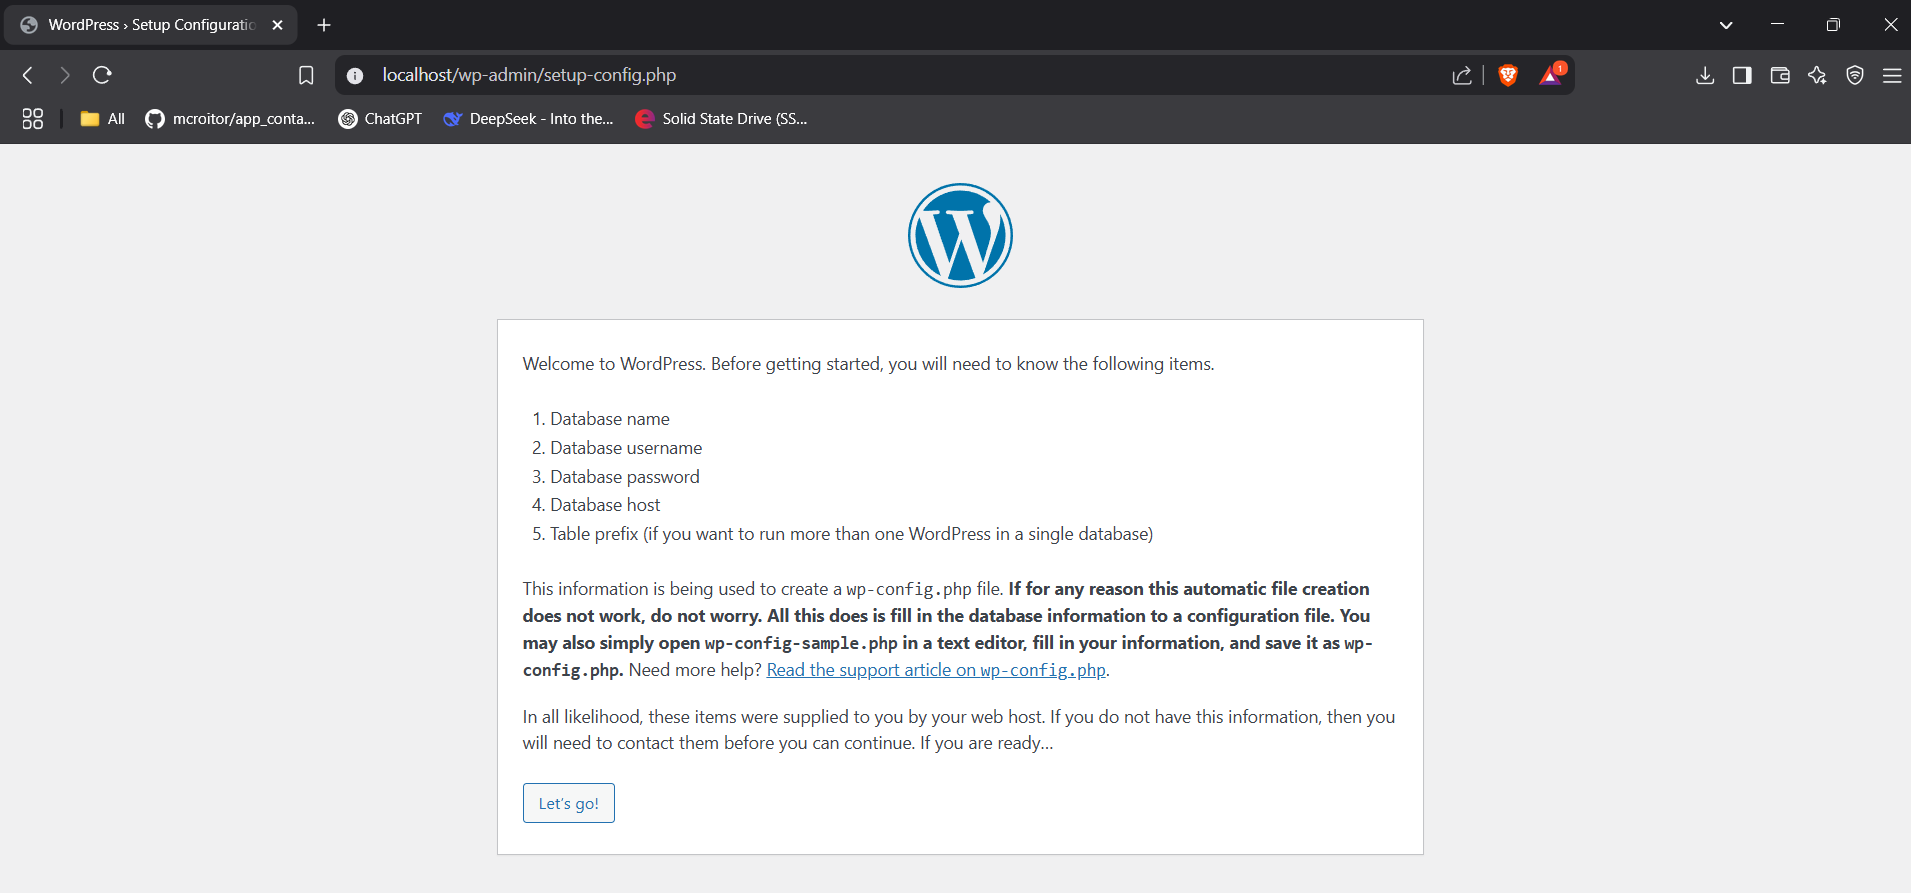 WordPress › Setup Configuratio
localhost/wp-admin/setup-config.php
1
All
mcroitor/app_conta...
ChatGPT
DeepSeek - Into the...
Solid State Drive (SS...
Welcome to WordPress. Before getting started, you will need to know the following items.
1. Database name
2. Database username
3. Database password
4. Database host
5. Table prefix (if you want to run more than one WordPress in a single database)
This information is being used to create a wp-config.php file. If for any reason this automatic file creation
does not work, do not worry. All this does is fill in the database information to a configuration file. You
may also simply open wp-config-sample.php in a text editor, fill in your information, and save it as wp-
config.php. Need more help? Read the support article on wp-config.php.
In all likelihood, these items were supplied to you by your web host. If you do not have this information, then you
will need to contact them before you can continue. If you are ready…
Let’s go!